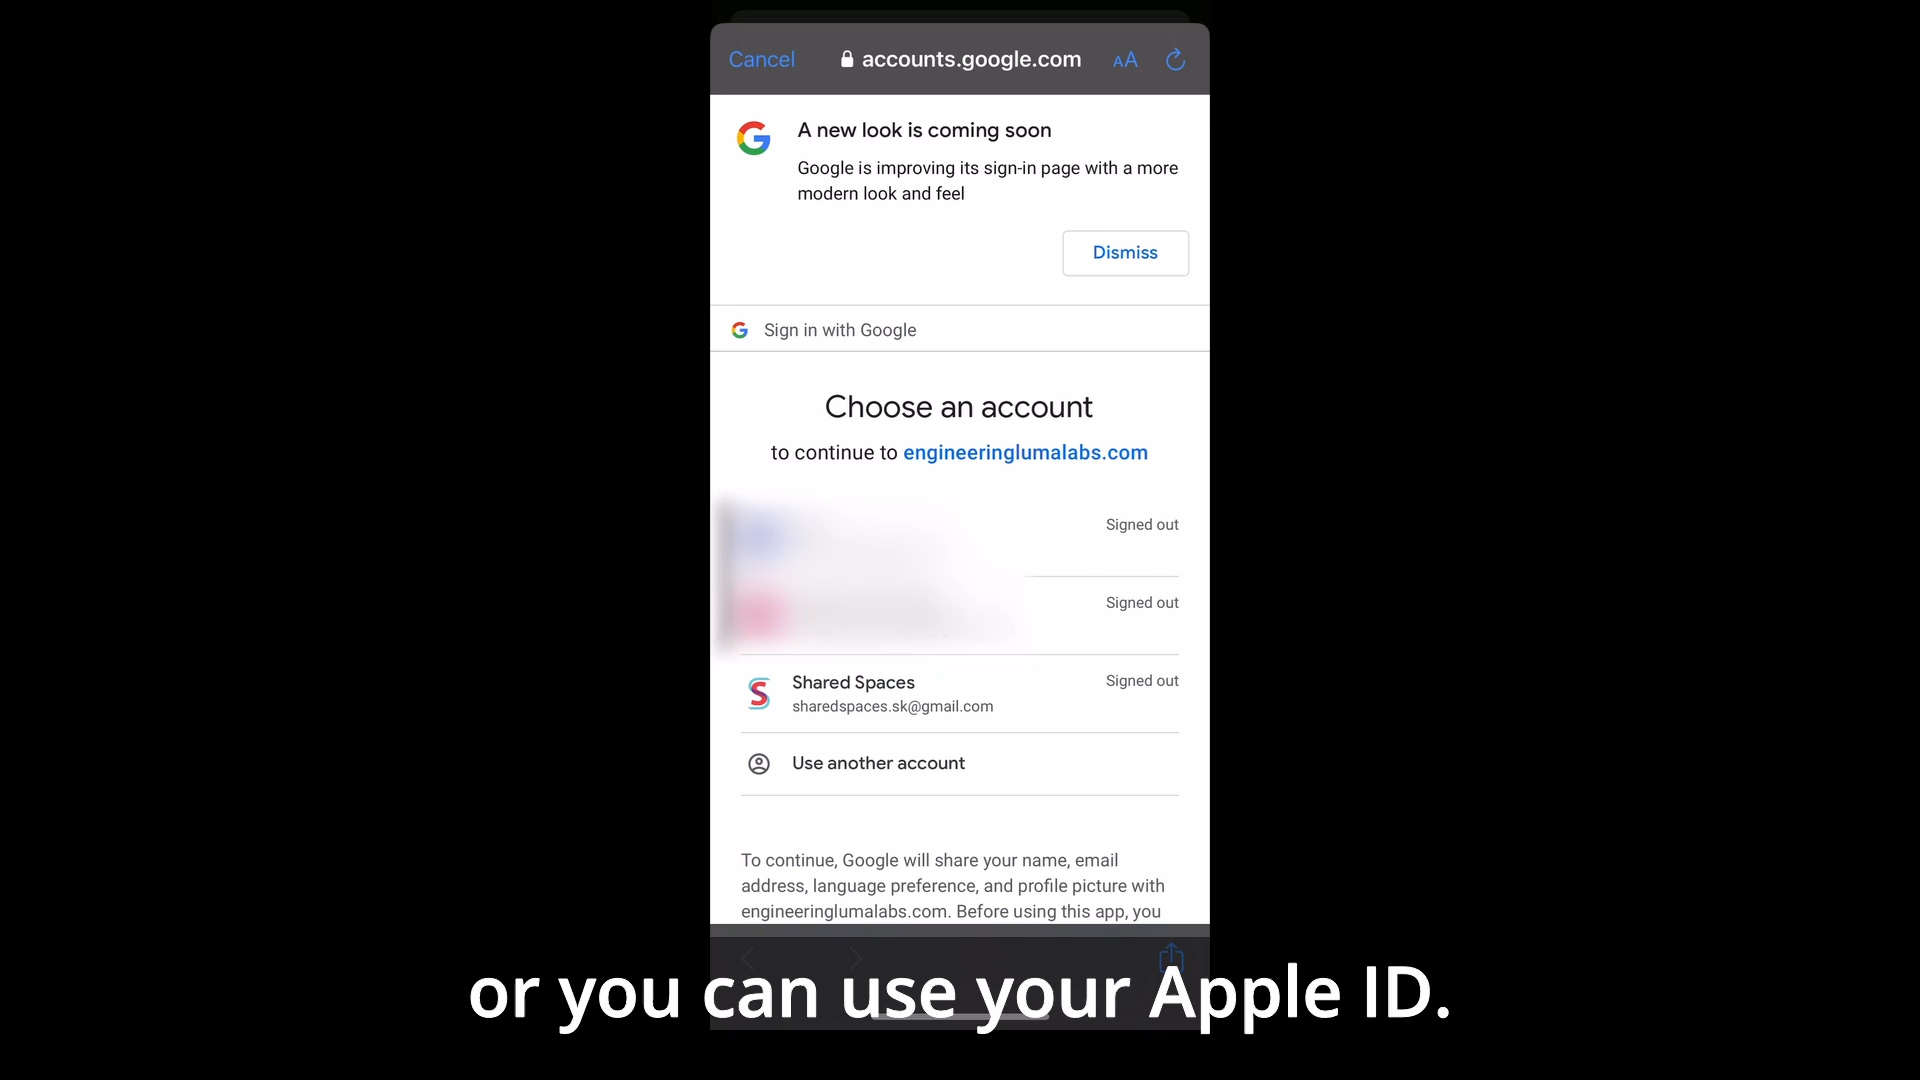 Cancel
accounts.google.com
AA
A new look is coming soon
Google is improving its sign-in page with a more
modern look and feel
Dismiss
Sign in with Google
Choose an account
to continue to engineeringlumalabs.com
Signed out
Signed out
Shared Spaces
Signed out
sharedspaces.sk@gmail.com
Use another account
To continue, Google will share your name, email
address, language preference, and profile picture with
engineeringlumalabs.com. Before using this app, you
or you can use your Apple ID.